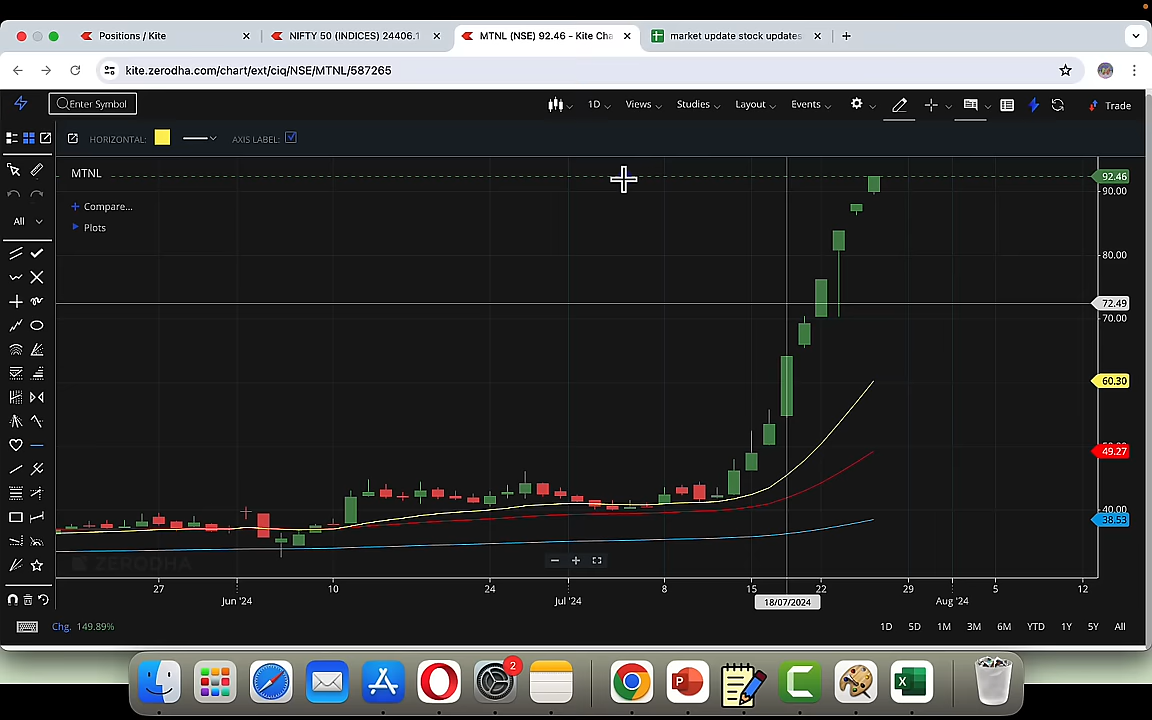 Positions / Kite
NIFTY 50 (INDICES) 24406.1
MTNL (NSE) 92.46 - Kite Cha
market update stock updates
kite.zerodha.com/chart/ext/ciq/NSE/MTNL/587265
Enter Symbol
1D
Views
Studies
Layout
Events
Trade
HORIZONTAL:
AXIS LABEL:
MTNL
Compare...
Plots
All
92.46
90.00
80.00
72.49
70.00
60.30
49.27
40.00
38.53
ZERODHA
27
10
24
8
15
22
29
5
12
Jun '24
Jul '24
18/07/2024
Aug '24
Chg. 149.89%
1D
5D
1M
3M
6M
YTD
1Y
5Y
All
2